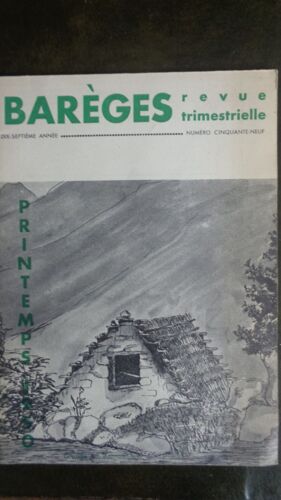 BARÈGES
revue
trimestrielle
DIX-SEPTIÈME ANNÉE
NUMÉRO CINQUANTE-NEUF
PRINTEMPS